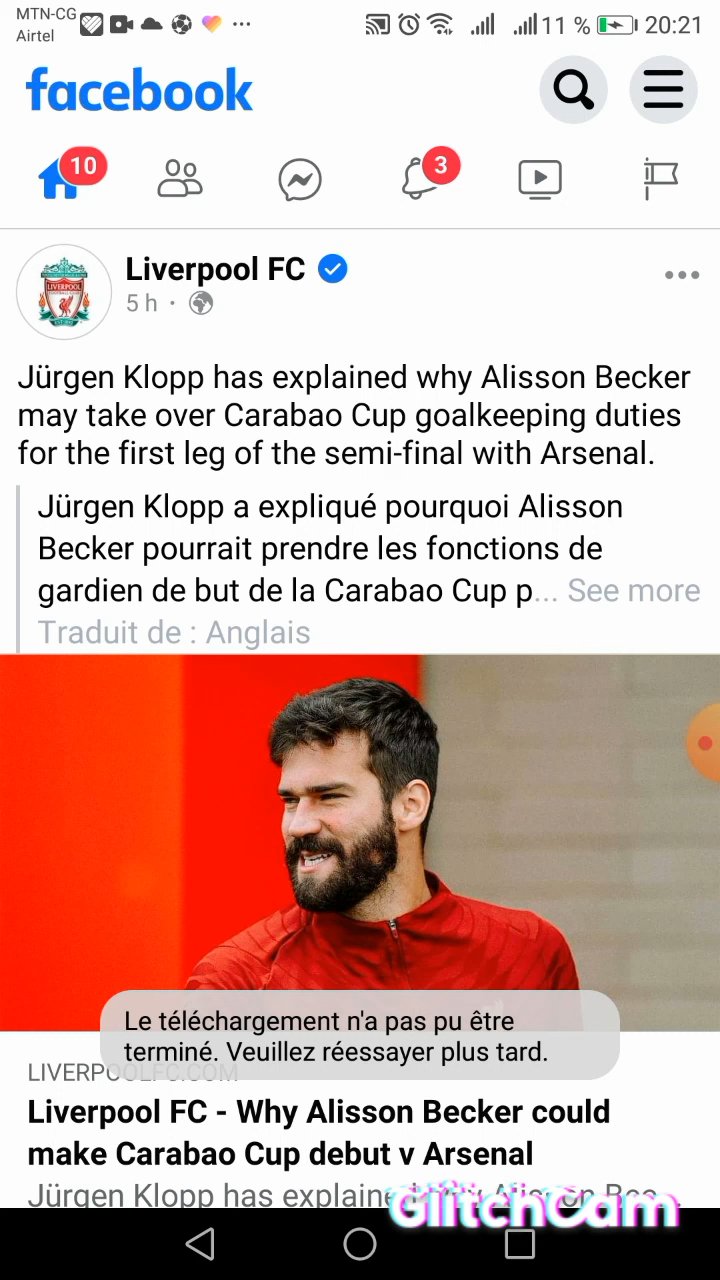 MTN-CG
Airtel
11 % 20:21
facebook
10
3
Liverpool FC
5 h ·
Jürgen Klopp has explained why Alisson Becker
may take over Carabao Cup goalkeeping duties
for the first leg of the semi-final with Arsenal.
Jürgen Klopp a expliqué pourquoi Alisson
Becker pourrait prendre les fonctions de
gardien de but de la Carabao Cup p... See more
Traduit de : Anglais
Le téléchargement n'a pas pu être
terminé. Veuillez réessayer plus tard.
LIVERPOOLFC.COM
Liverpool FC - Why Alisson Becker could
make Carabao Cup debut v Arsenal
Jürgen Klopp has explained why Alisson Bec...
GlitchCam